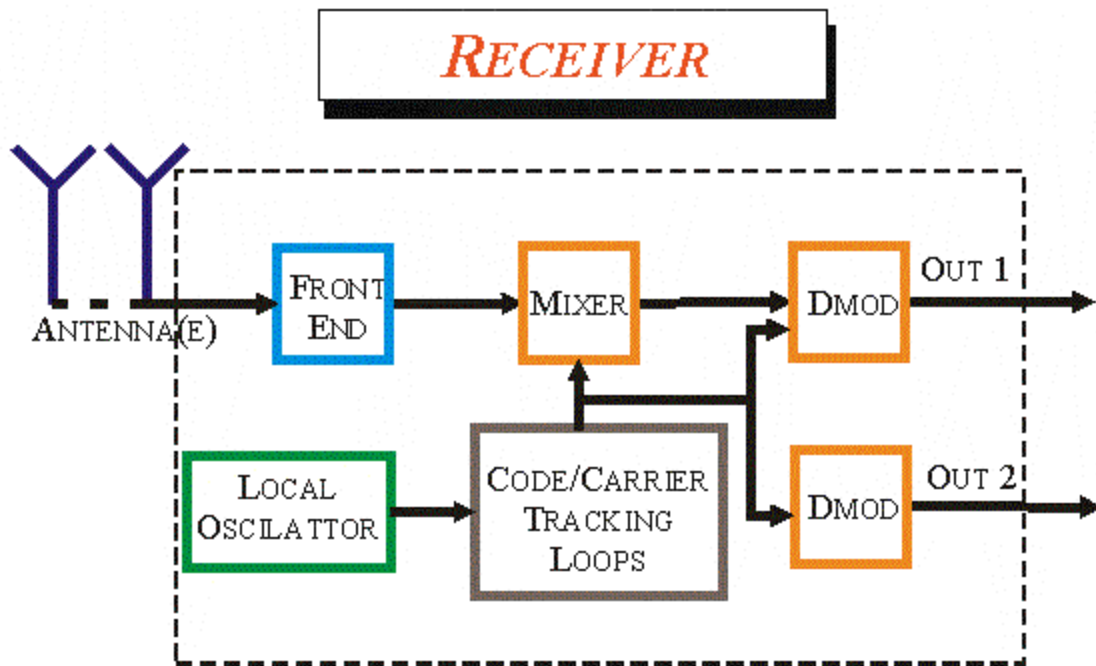 RECEIVER
ANTENNA(E)
FRONT
END
MIXER
DMOD
OUT 1
LOCAL
OSCILATTOR
CODE/CARRIER
TRACKING
LOOPS
DMOD
OUT 2